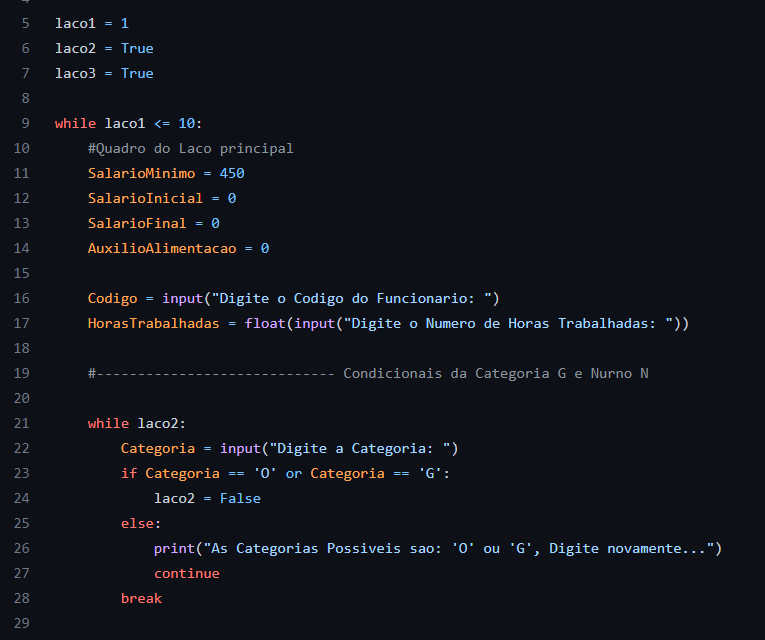 5 laco1 = 1
6 laco2 = True
7 laco3 = True
8
9 while laco1 <= 10:
10 #Quadro do Laco principal
11 SalarioMinimo = 450
12 SalarioInicial = 0
13 SalarioFinal = 0
14 AuxilioAlimentacao = 0
15
16 Codigo = input("Digite o Codigo do Funcionario: ")
17 HorasTrabalhadas = float(input("Digite o Numero de Horas Trabalhadas: "))
18
19 #----------------------------- Condicionais da Categoria G e Nurno N
20
21 while laco2:
22 Categoria = input("Digite a Categoria: ")
23 if Categoria == 'O' or Categoria == 'G':
24 laco2 = False
25 else:
26 print("As Categorias Possiveis sao: 'O' ou 'G', Digite novamente...")
27 continue
28 break
29